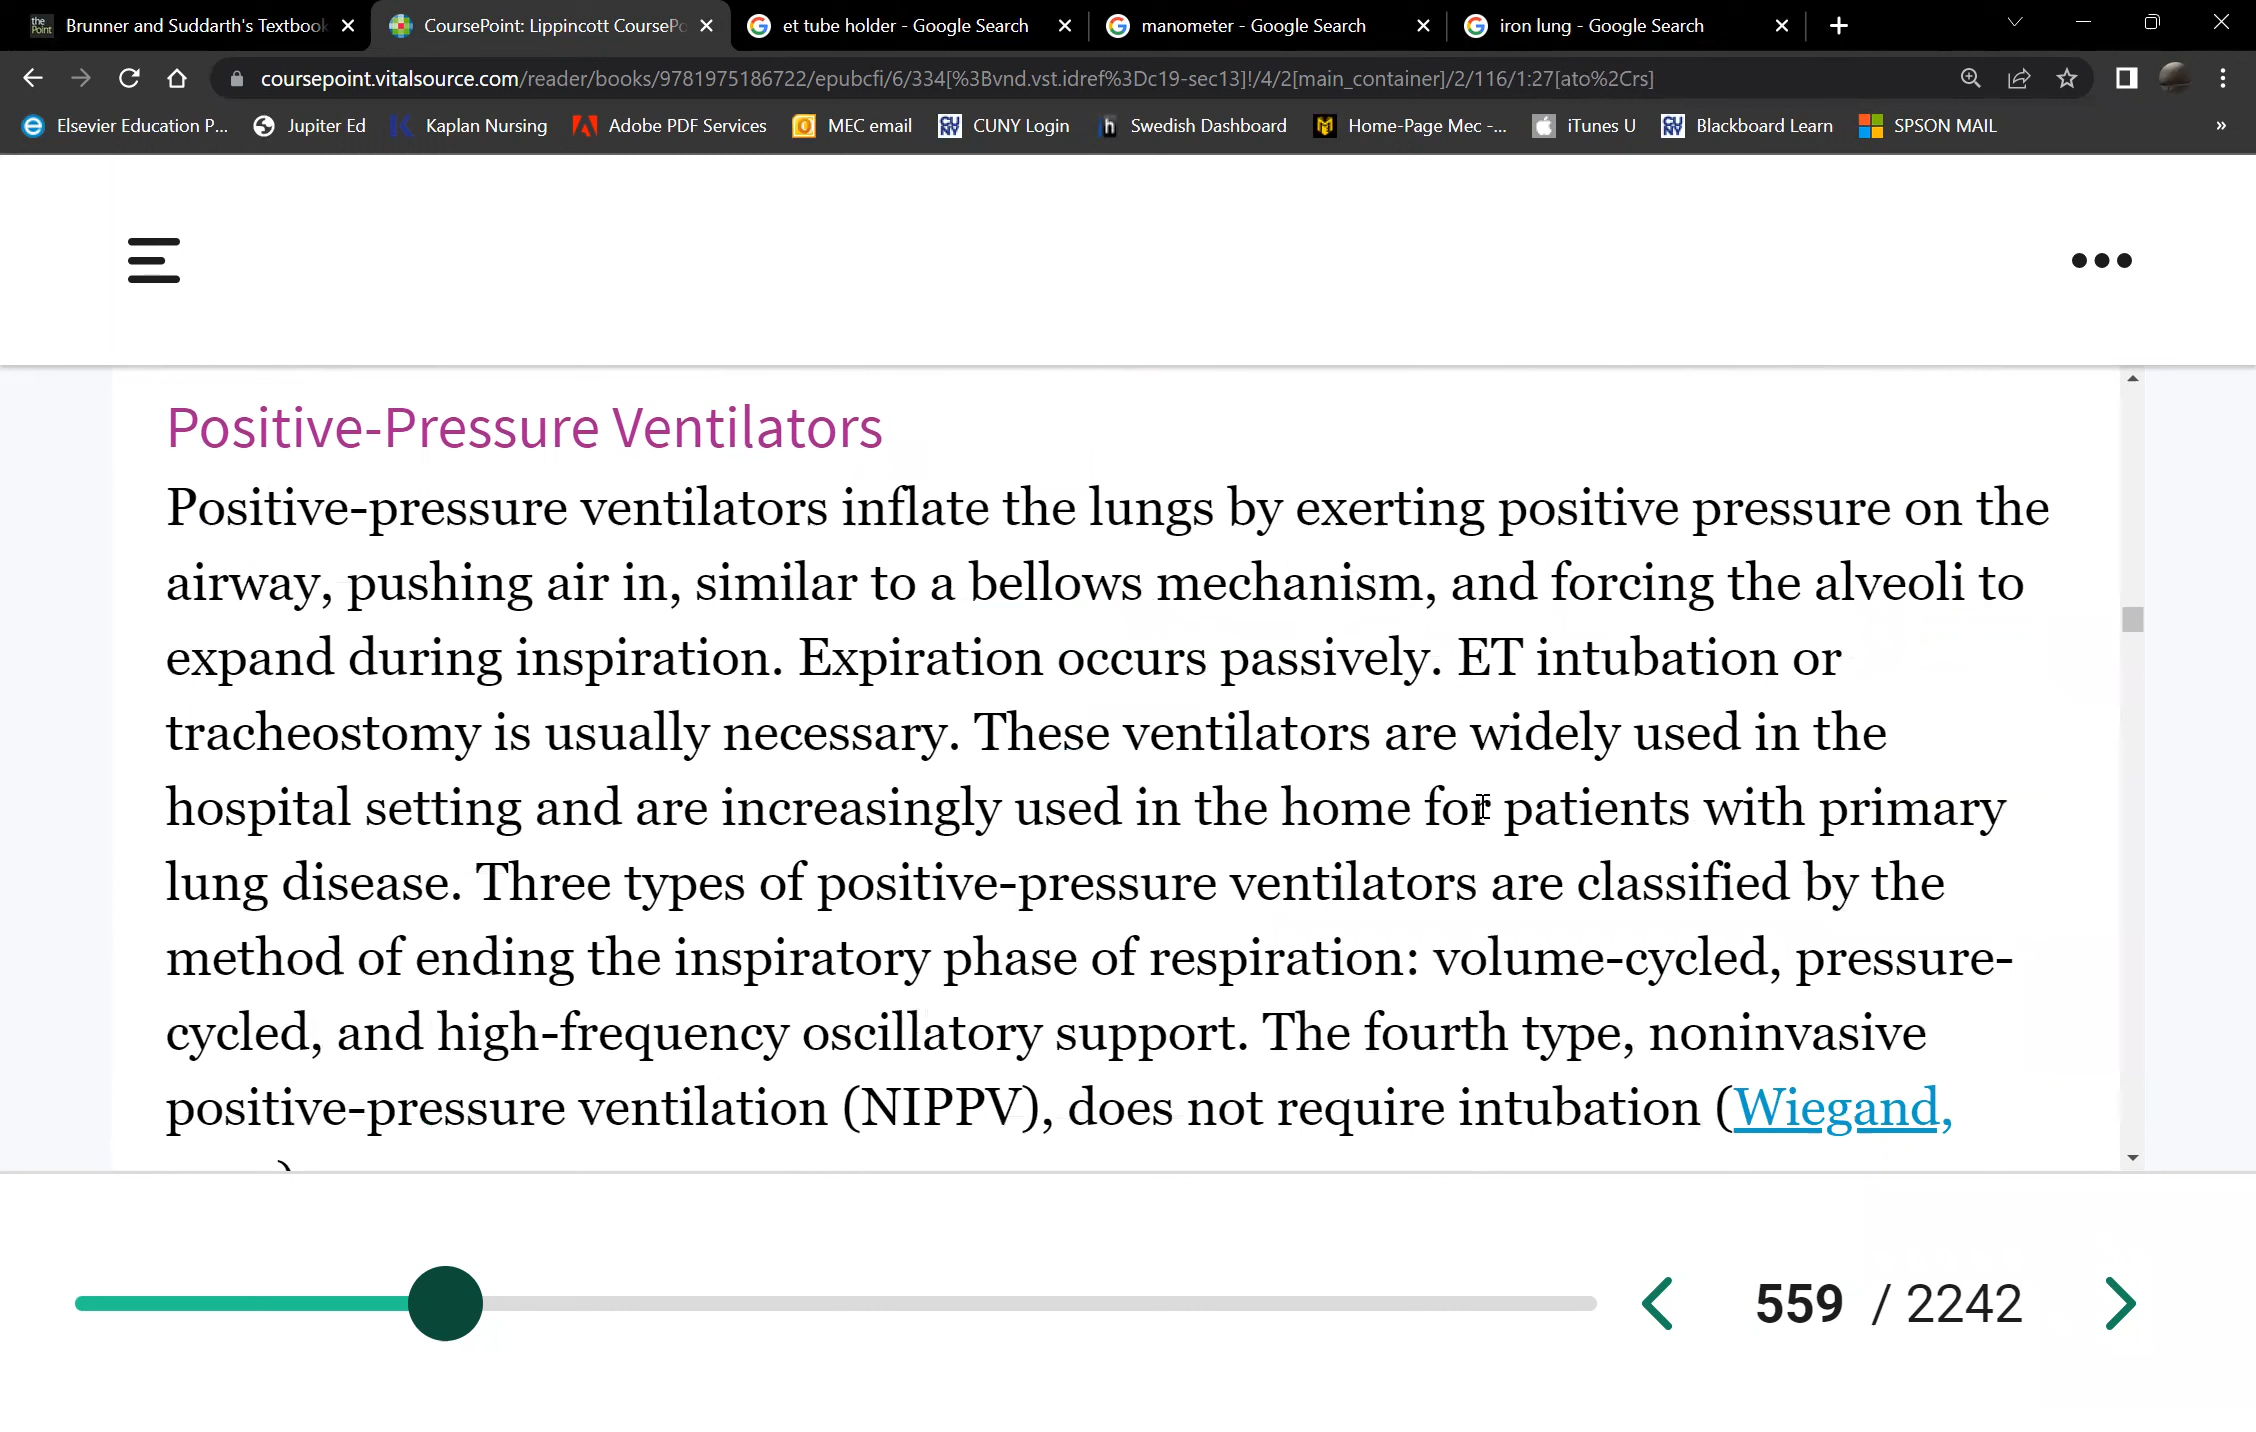 the Point Brunner and Suddarth's Textbook
CoursePoint: Lippincott CoursePo
et tube holder - Google Search
manometer - Google Search
iron lung - Google Search
coursepoint.vitalsource.com/reader/books/9781975186722/epubcfi/6/334[%3Bvnd.vst.idref%3Dc19-sec13]!/4/2[main_container]/2/116/1:27[ato%2Crs]
Elsevier Education P...
Jupiter Ed
Kaplan Nursing
Adobe PDF Services
MEC email
CUNY Login
Swedish Dashboard
Home-Page Mec -...
iTunes U
Blackboard Learn
SPSON MAIL
»
Positive-Pressure Ventilators
Positive-pressure ventilators inflate the lungs by exerting positive pressure on the
airway, pushing air in, similar to a bellows mechanism, and forcing the alveoli to
expand during inspiration. Expiration occurs passively. ET intubation or
tracheostomy is usually necessary. These ventilators are widely used in the
hospital setting and are increasingly used in the home for patients with primary
lung disease. Three types of positive-pressure ventilators are classified by the
method of ending the inspiratory phase of respiration: volume-cycled, pressure-
cycled, and high-frequency oscillatory support. The fourth type, noninvasive
positive-pressure ventilation (NIPPV), does not require intubation (Wiegand,
559 / 2242